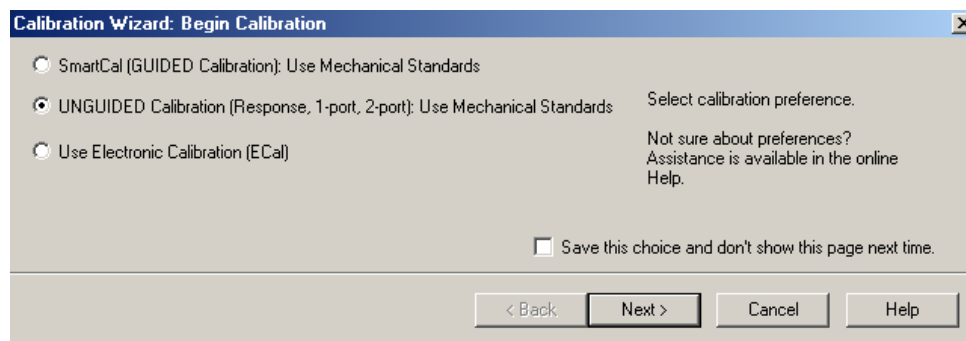 Calibration Wizard: Begin Calibration
SmartCal (GUIDED Calibration): Use Mechanical Standards
UNGUIDED Calibration (Response, 1-port, 2-port): Use Mechanical Standards
Use Electronic Calibration (ECal)
Select calibration preference.
Not sure about preferences?
Assistance is available in the online
Help.
Save this choice and don't show this page next time.
< Back
Next >
Cancel
Help